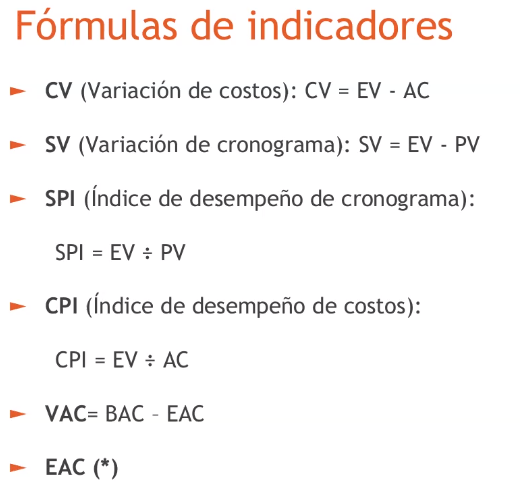 Fórmulas de indicadores
► CV (Variación de costos): CV = EV - AC
► SV (Variación de cronograma): SV = EV - PV
► SPI (Índice de desempeño de cronograma):
SPI = EV ÷ PV
► CPI (Índice de desempeño de costos):
CPI = EV ÷ AC
► VAC= BAC – EAC
► EAC (*)